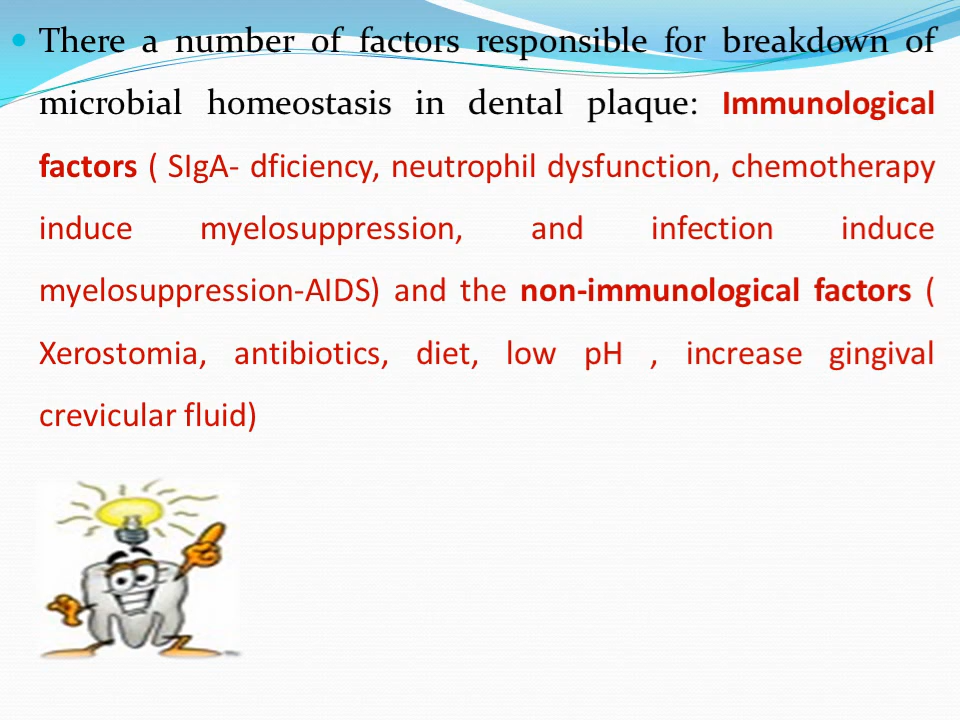 There a number of factors responsible for breakdown of
microbial homeostasis in dental plaque: Immunological
factors ( SIgA- dficiency, neutrophil dysfunction, chemotherapy
induce myelosuppression, and infection induce
myelosuppression-AIDS) and the non-immunological factors (
Xerostomia, antibiotics, diet, low pH , increase gingival
crevicular fluid)